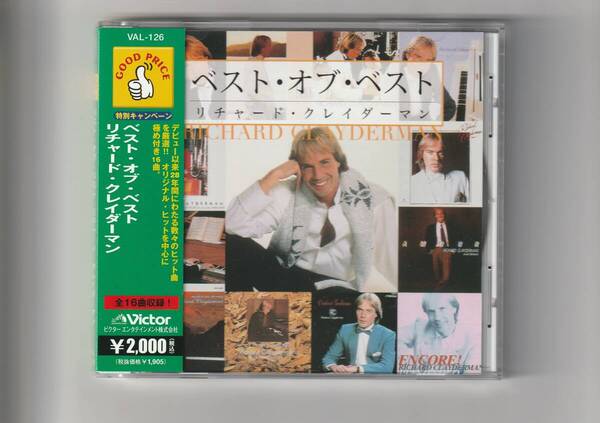 VAL-126
GOOD PRICE
特別キャンペーン
ベスト・オブ・ベスト
リチャード・クレイダーマン
デビュー以来28年間にわたる数々のヒット曲
を厳選!! オリジナル・ヒットを中心に
極め付き16曲。
全16曲収録!
Victor
ビクターエンタテインメント株式会社
¥2,000(税込)
(税抜価格¥1,905)
ベスト・オブ・ベスト
リチャード・クレイダーマン
RICHARD CLAYDERMAN
ENCORE!
RICHARD CLAYDERMAN